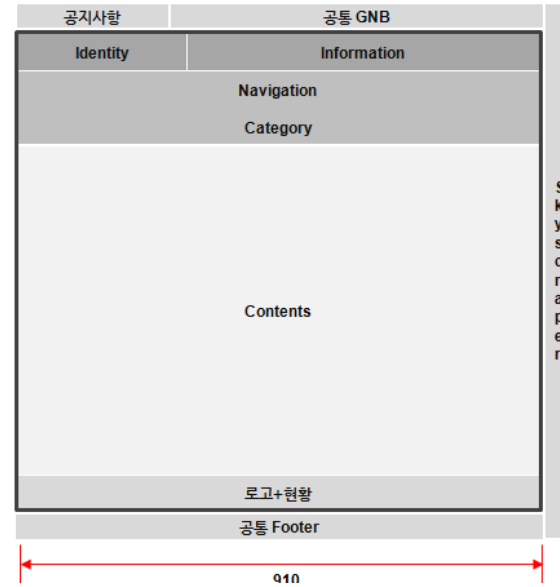 공지사항
공통 GNB
Identity
Information
Navigation
Category
Contents
로고+현황
공통 Footer
910